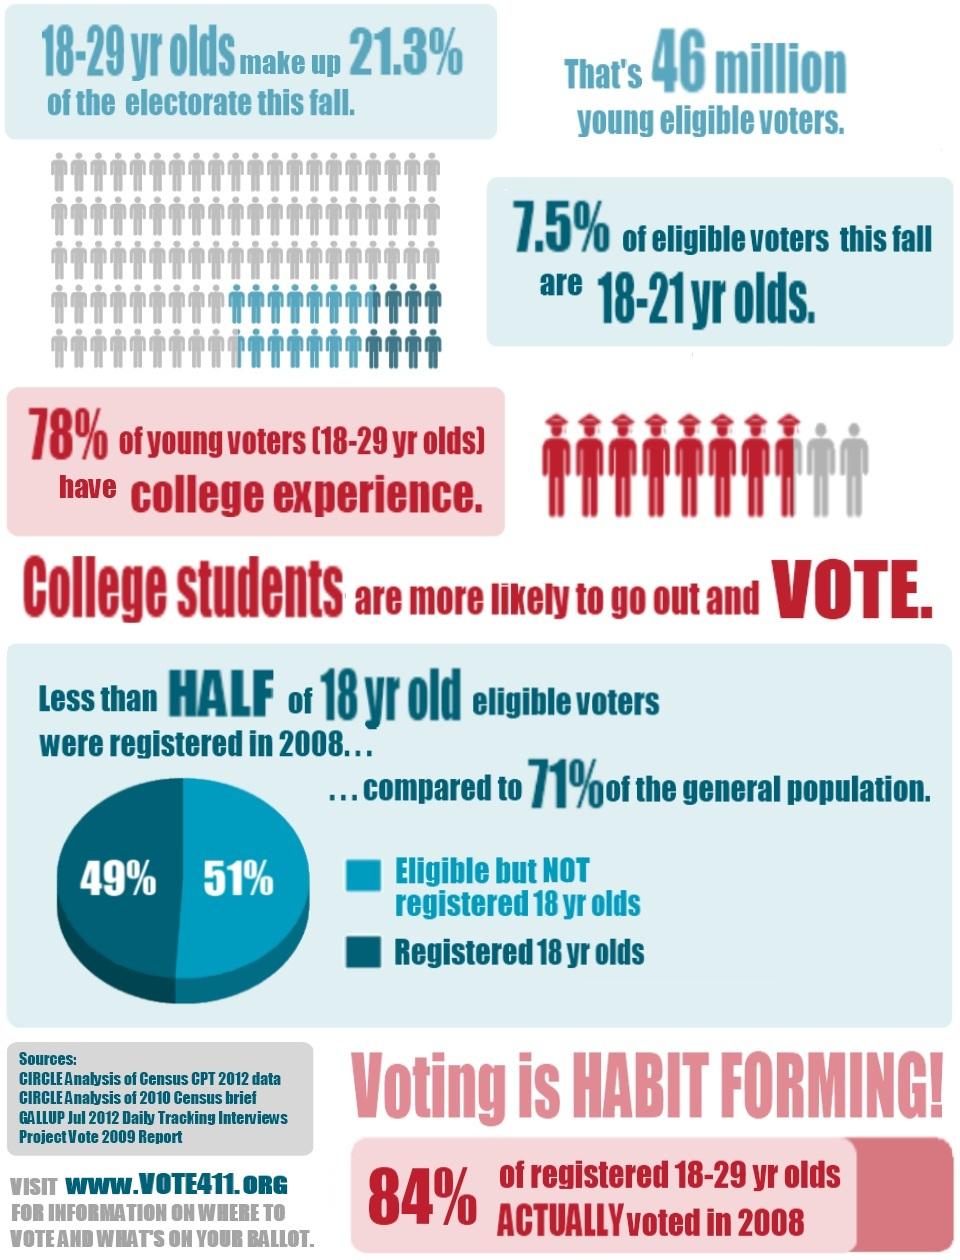 18-29 yr olds make up 21.3%
of the electorate this fall.
That's 46 million
young eligible voters.
7.5% of eligible voters this fall
are 18-21 yr olds.
78% of young voters (18-29 yr olds)
have college experience.
College students are more likely to go out and VOTE.
Less than HALF of 18 yr old eligible voters
were registered in 2008...
...compared to 71% of the general population.
49%
51%
Eligible but NOT
registered 18 yr olds
Registered 18 yr olds
Sources:
CIRCLE Analysis of Census CPT 2012 data
CIRCLE Analysis of 2010 Census brief
GALLUP Jul 2012 Daily Tracking Interviews
Project Vote 2009 Report
VISIT www.VOTE411.ORG
FOR INFORMATION ON WHERE TO
VOTE AND WHAT'S ON YOUR BALLOT.
Voting is HABIT FORMING!
84% of registered 18-29 yr olds
ACTUALLY voted in 2008